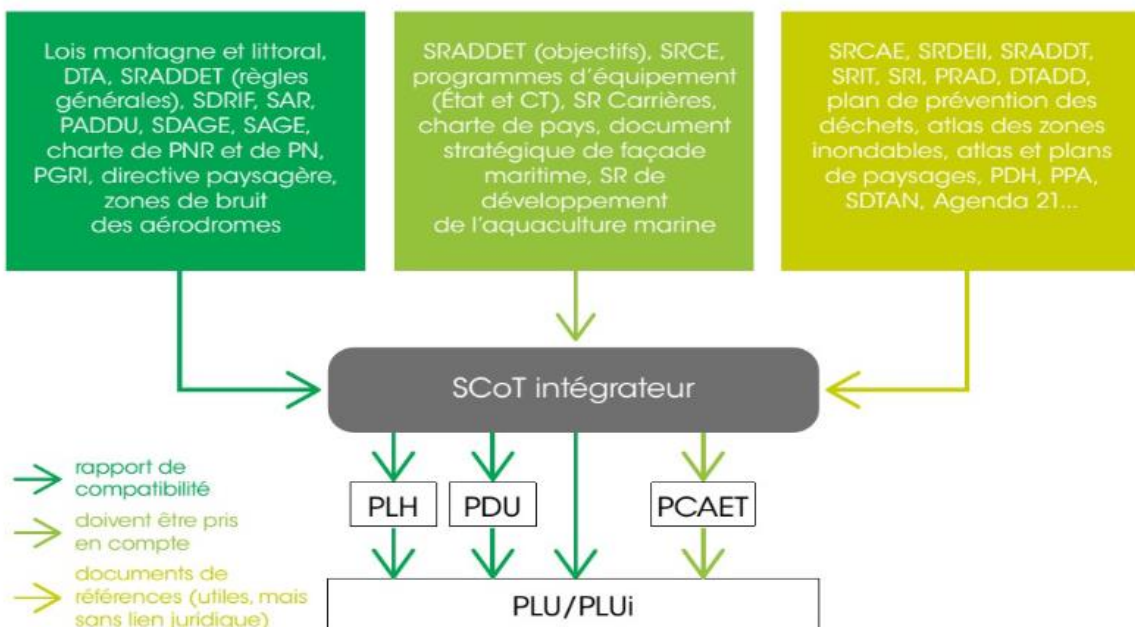 Lois montagne et littoral,
DTA, SRADDET (règles
générales), SDRIF, SAR,
PADDU, SDAGE, SAGE,
charte de PNR et de PN,
PGRI, directive paysagère,
zones de bruit
des aérodromes
SRADDET (objectifs), SRCE,
programmes d'équipement
(État et CT), SR Carrières,
charte de pays, document
stratégique de façade
maritime, SR de
développement
de l'aquaculture marine
SRCAE, SRDEII, SRADDT,
SRIT, SRI, PRAD, DTADD,
plan de prévention des
déchets, atlas des zones
inondables, atlas et plans
de paysages, PDH, PPA,
SDTAN, Agenda 21...
SCoT intégrateur
rapport de
compatibilité
doivent être pris
en compte
documents de
références (utiles, mais
sans lien juridique)
PLH
PDU
PCAET
PLU/PLUi